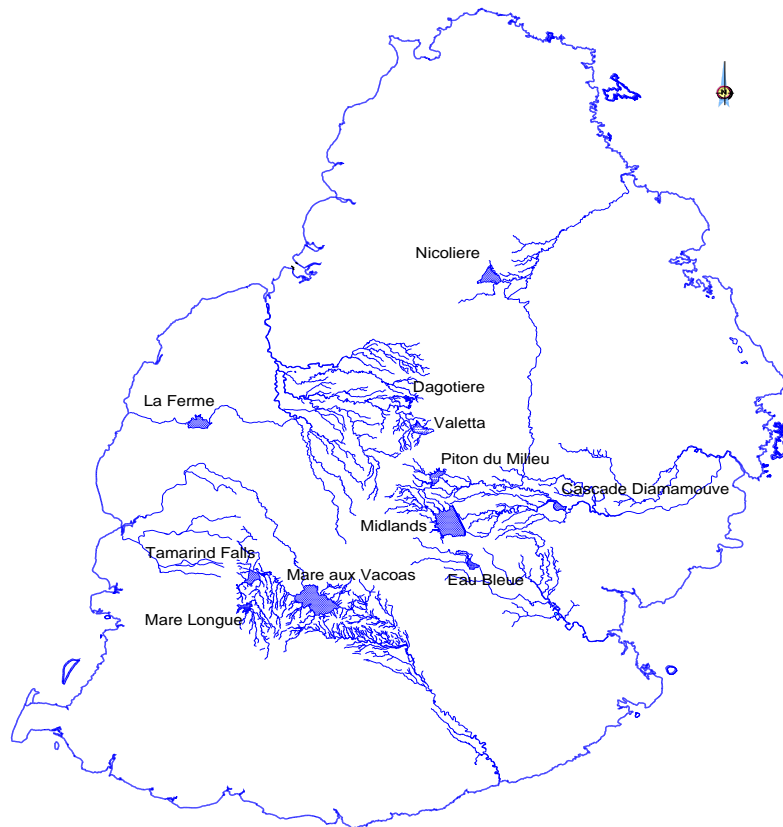 N
Nicoliere
Dagotiere
La Ferme
Valetta
Piton du Milieu
Cascade Diamamouve
Midlands
Tamarind Falls
Mare aux Vacoas
Eau Bleue
Mare Longue